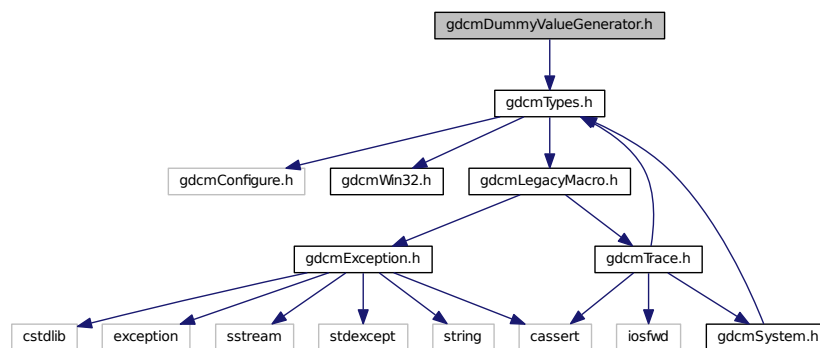 gdcmDummyValueGenerator.h
gdcmTypes.h
gdcmConfigure.h
gdcmWin32.h
gdcmLegacyMacro.h
gdcmException.h
gdcmTrace.h
cstdlib
exception
sstream
stdexcept
string
cassert
iosfwd
gdcmSystem.h